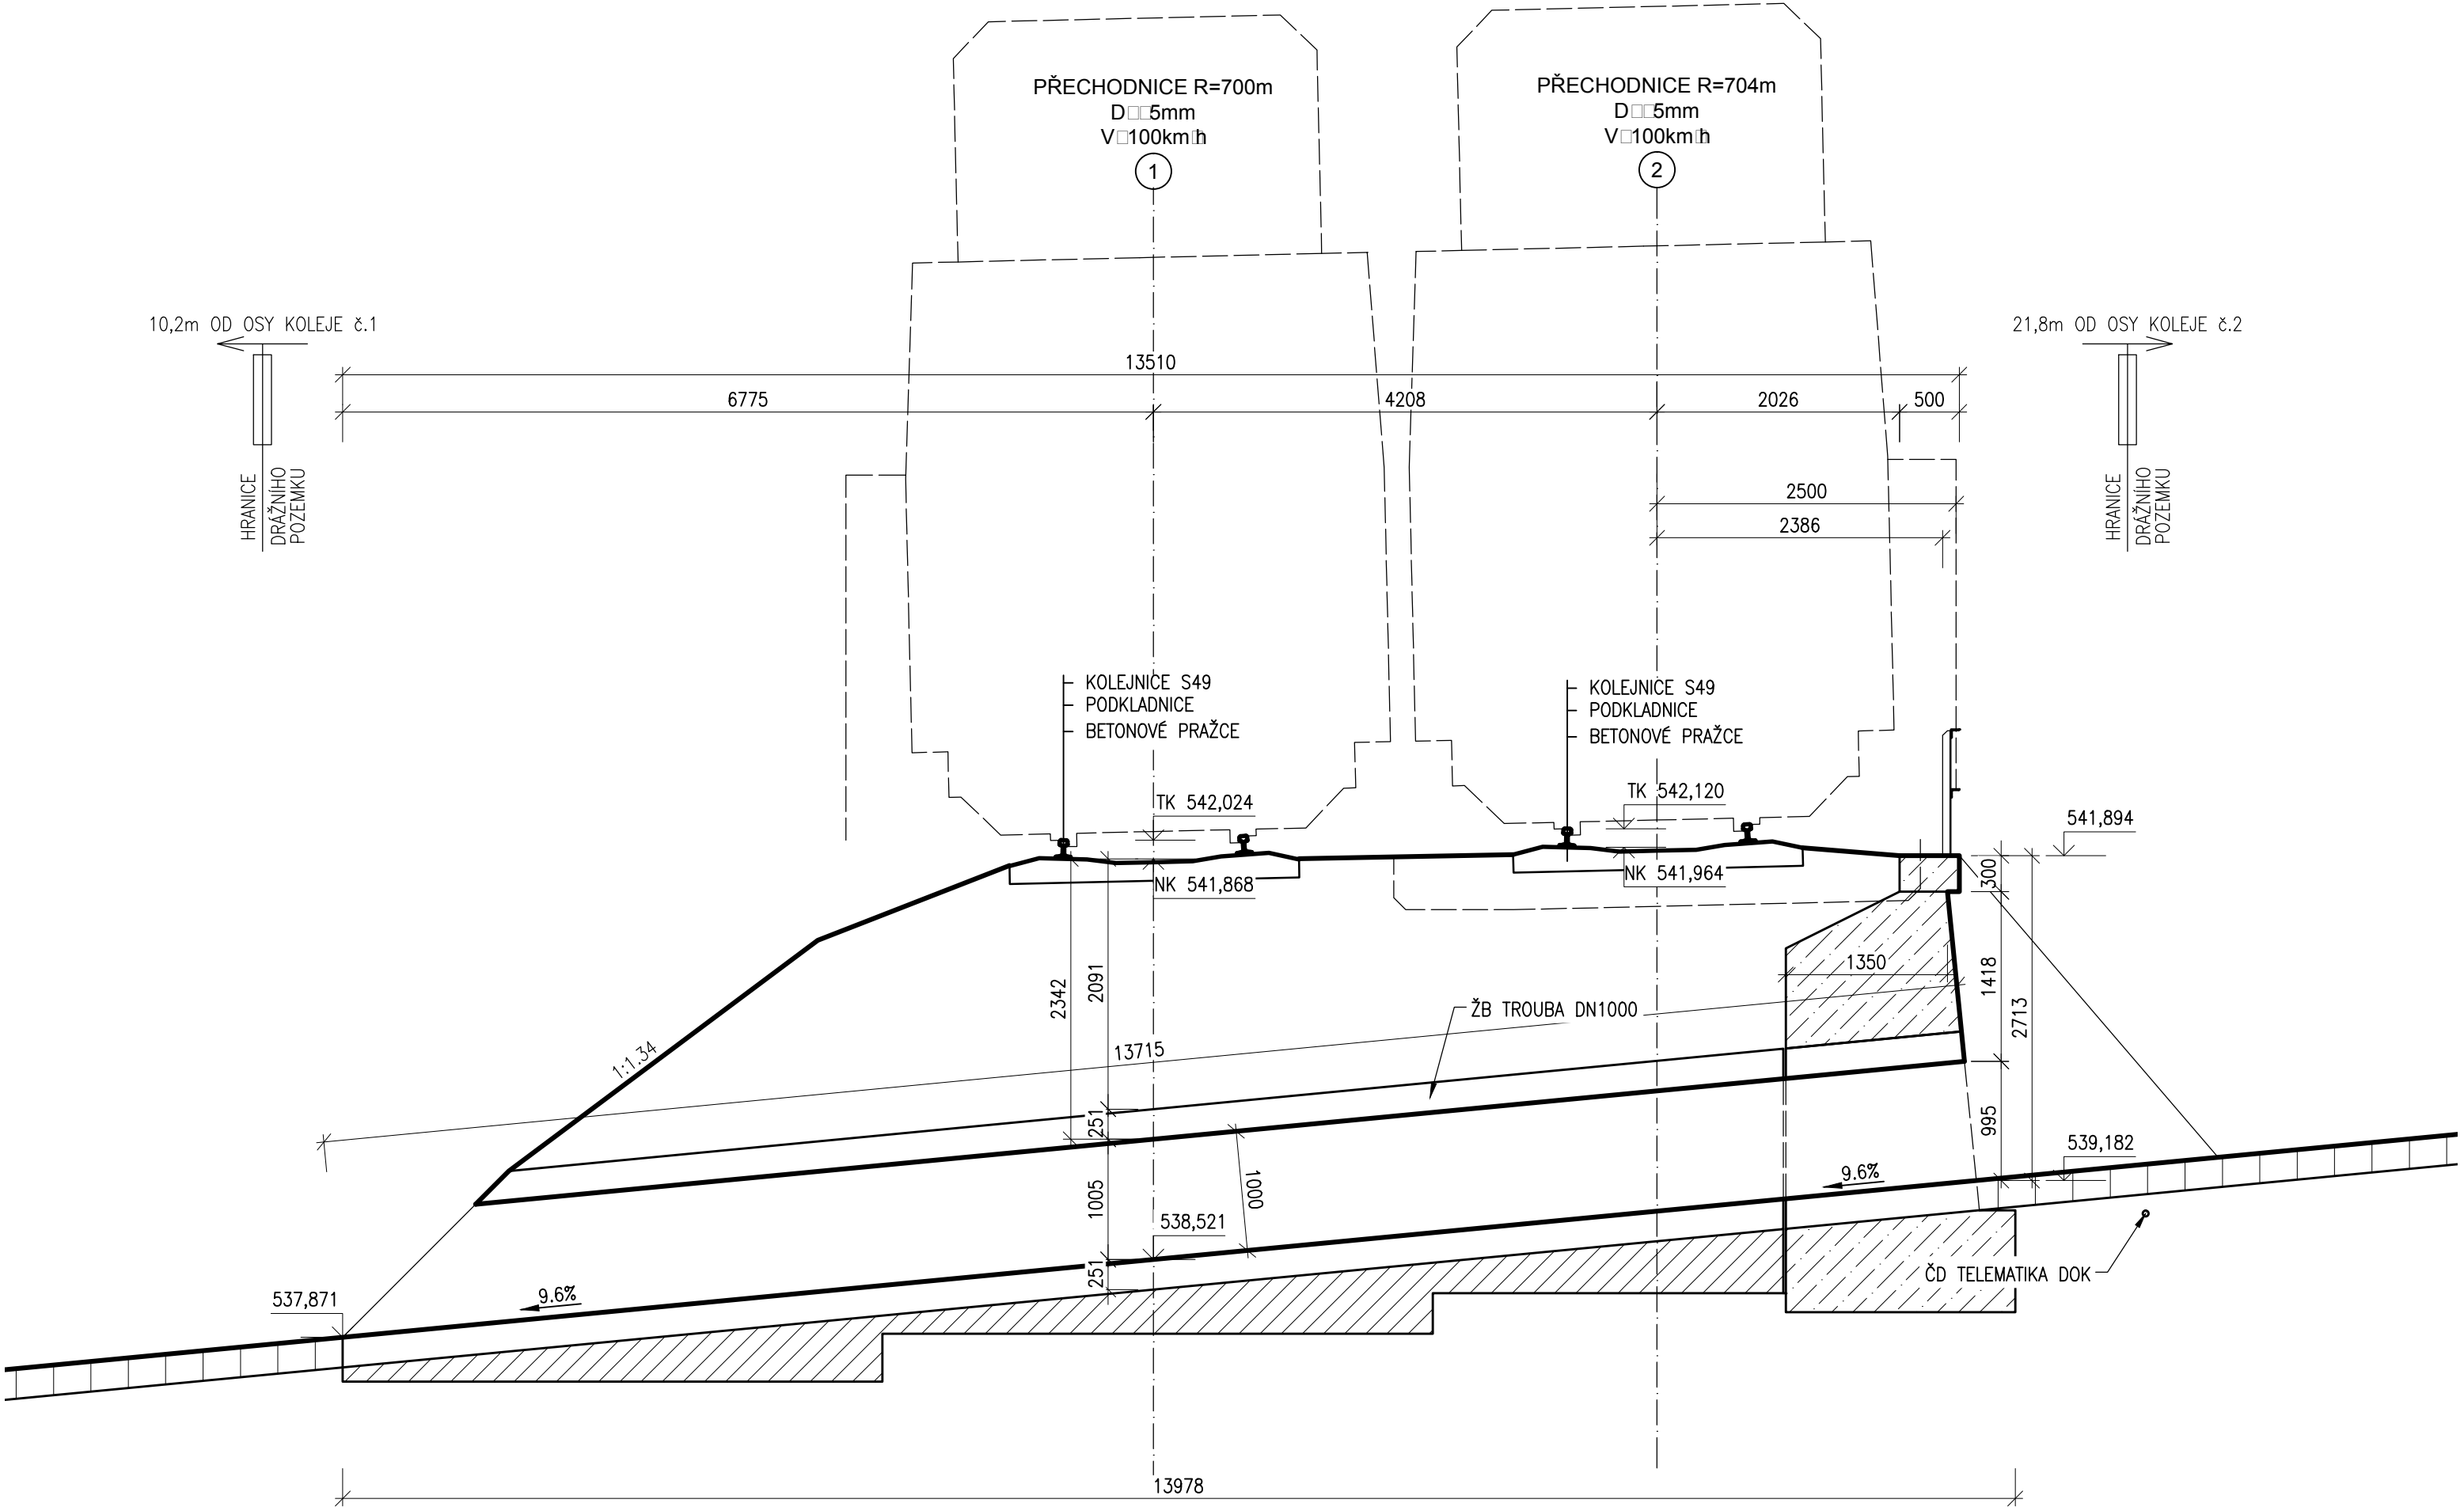 PŘECHODNICE R=700m
D□□5mm
V□100km□h
1
PŘECHODNICE R=704m
D□□5mm
V□100km□h
2
10,2m OD OSY KOLEJE č.1
HRANICE
DRÁŽNÍHO
POZEMKU
21,8m OD OSY KOLEJE č.2
HRANICE
DRÁŽNÍHO
POZEMKU
13510
6775
4208
2026
500
2500
2386
KOLEJNICE S49
PODKLADNICE
BETONOVÉ PRAŽCE
KOLEJNICE S49
PODKLADNICE
BETONOVÉ PRAŽCE
TK 542,024
TK 542,120
541,894
NK 541,868
NK 541,964
300
1418
2713
995
1350
2342
2091
ŽB TROUBA DN1000
13715
1:1.34
251
1005
1000
251
538,521
539,182
9.6%
9.6%
ČD TELEMATIKA DOK
537,871
13978